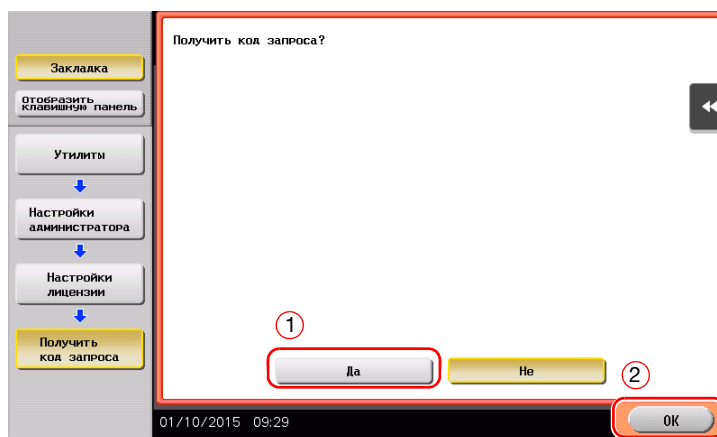 Получить код запроса?
Закладка
Отобразить
клавишную панель
Утилиты
Настройки
администратора
Настройки
лицензии
Получить
код запроса
1
Да
Не
2
01/10/2015 09:29
OK